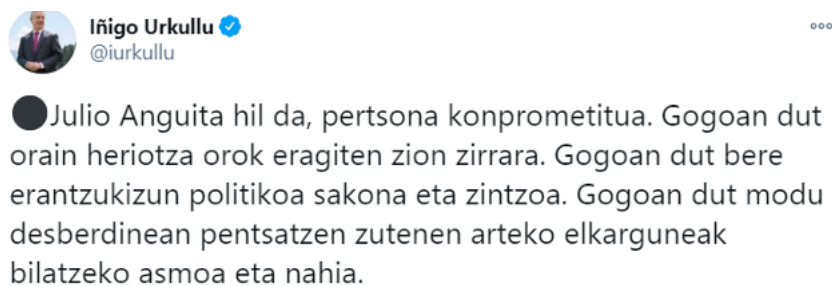 Iñigo Urkullu
@iurkullu
Julio Anguita hil da, pertsona konprometitua. Gogoan dut
orain heriotza orok eragiten zion zirrara. Gogoan dut bere
erantzukizun politikoa sakona eta zintzoa. Gogoan dut modu
desberdinean pentsatzen zutenen arteko elkarguneak
bilatzeko asmoa eta nahia.